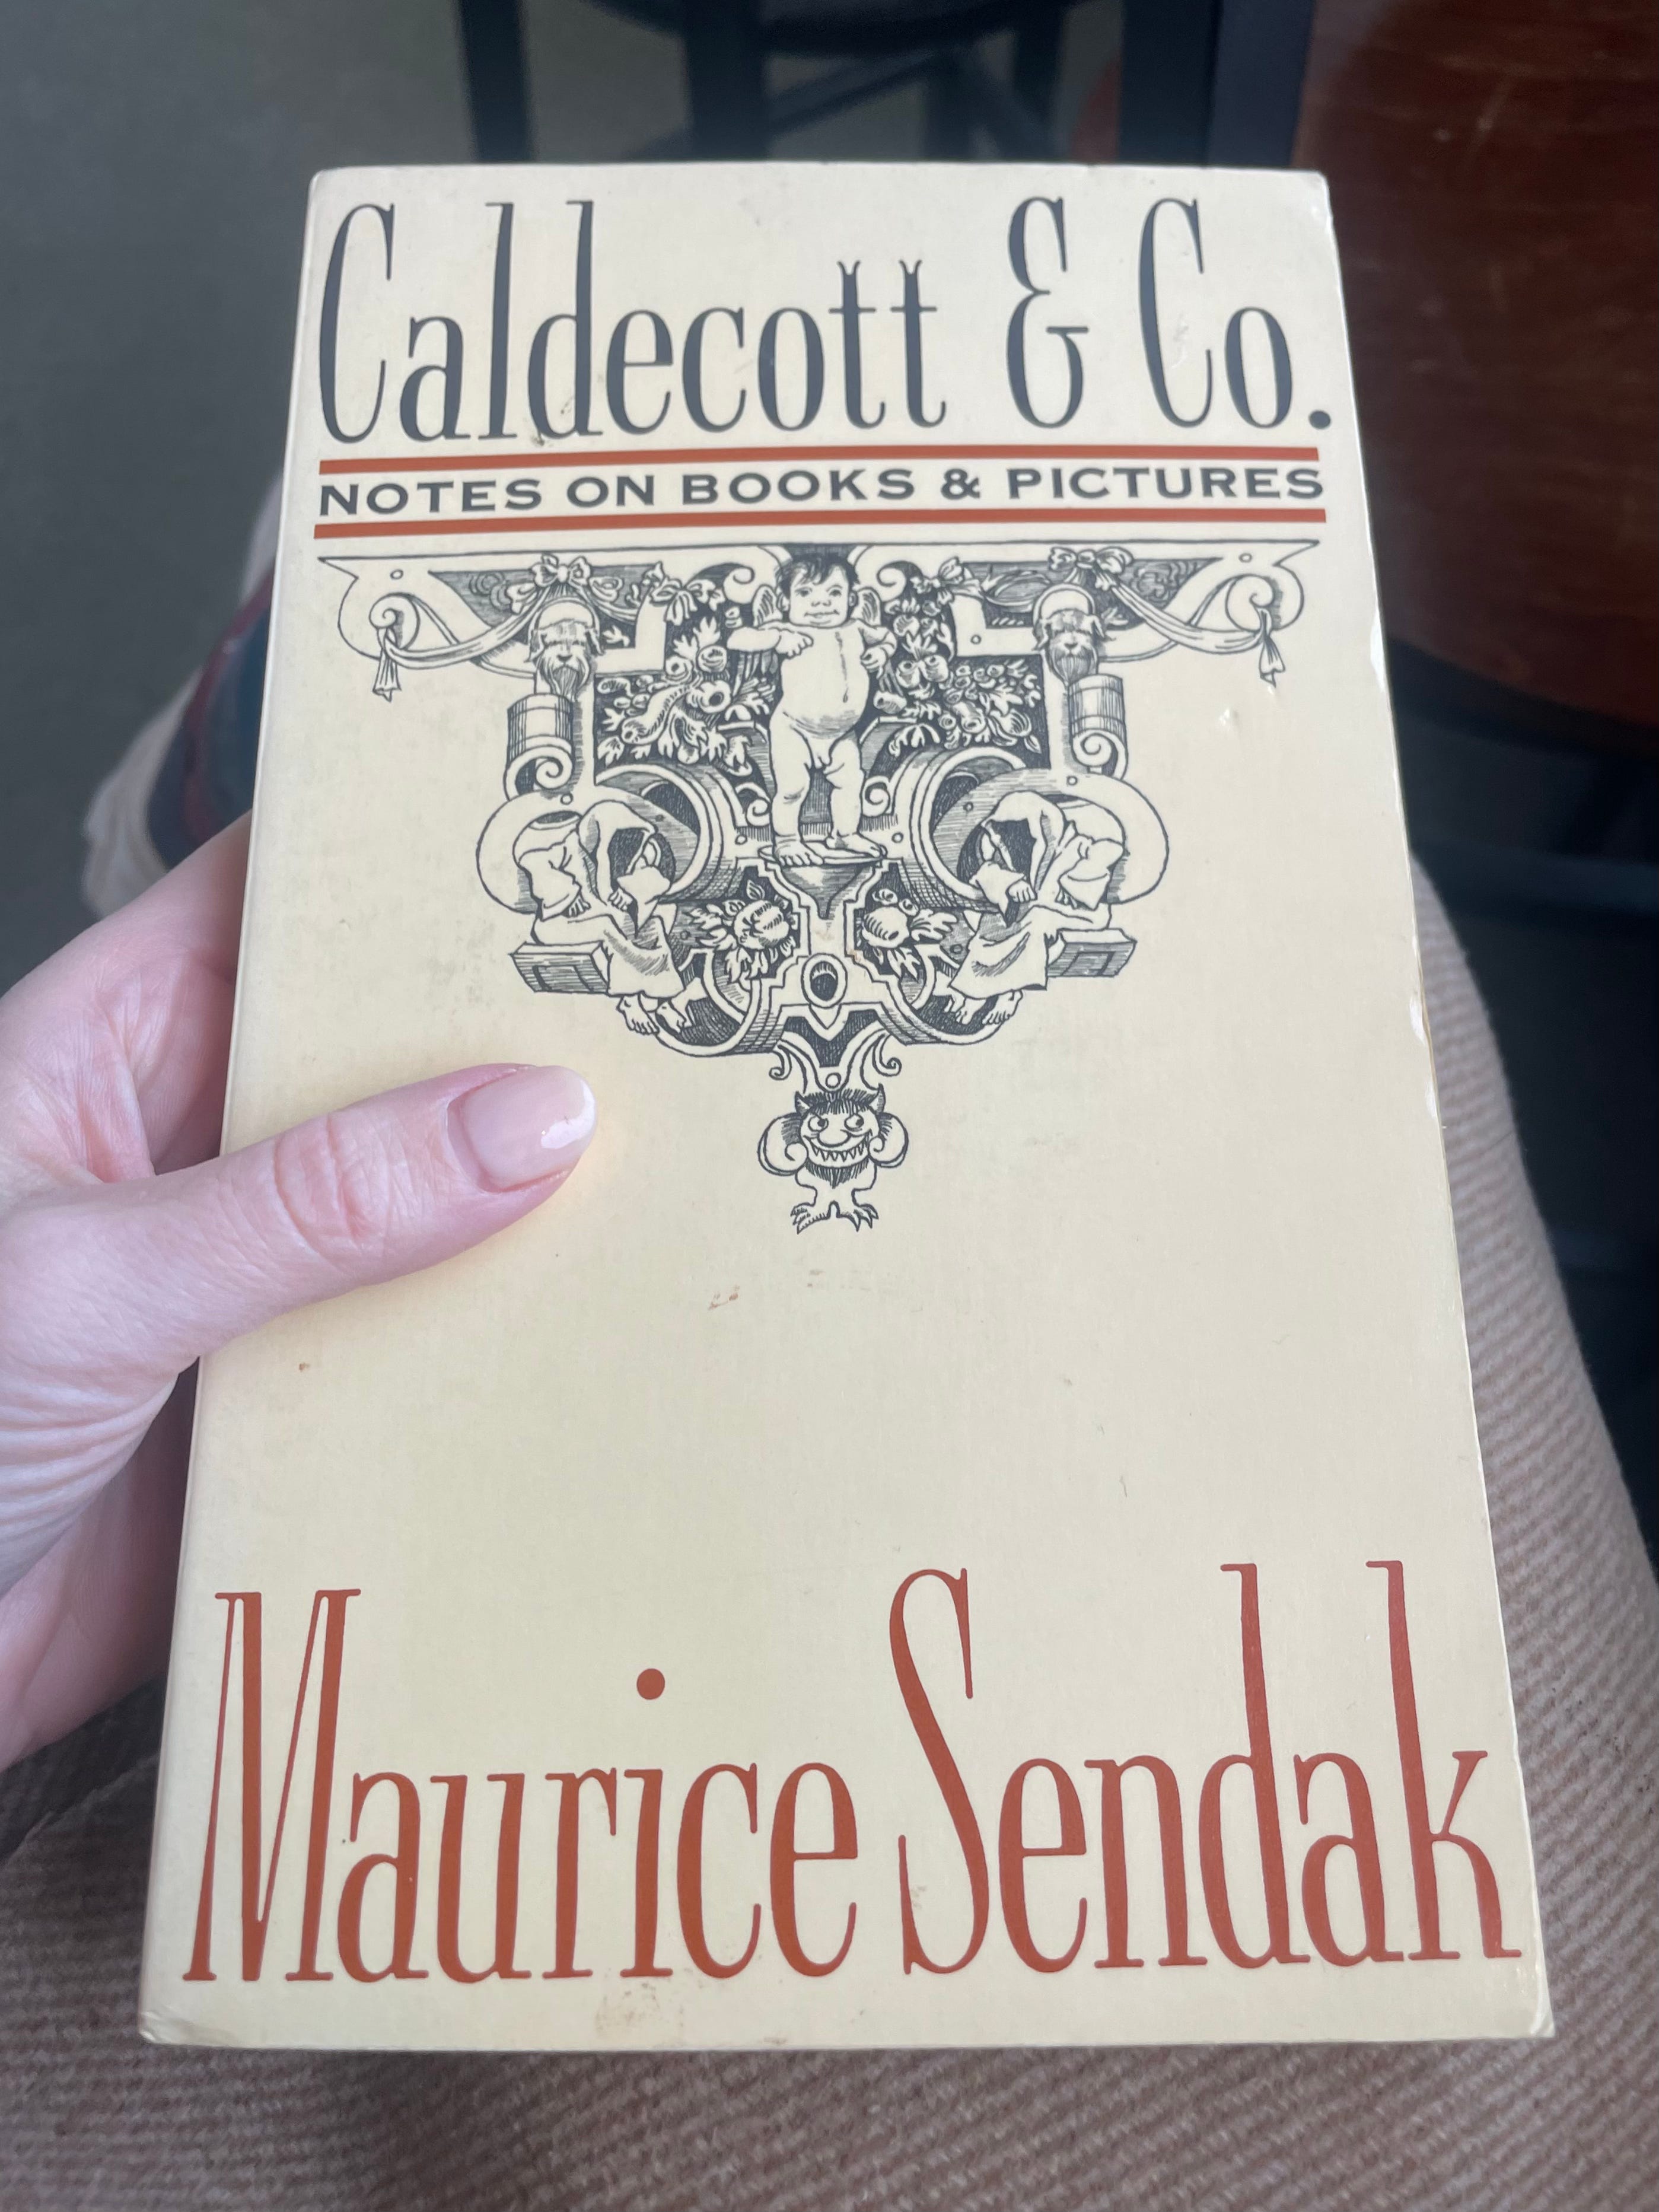 Caldecott & Co.
NOTES ON BOOKS & PICTURES
Maurice Sendak